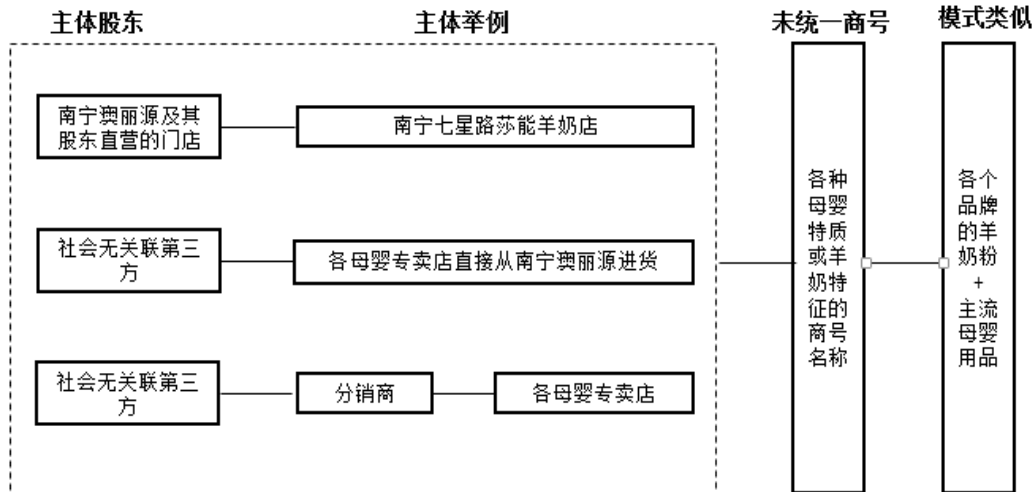 主体股东
主体举例
未统一商号
模式类似
南宁澳丽源及其
股东直营的门店
南宁七星路莎能羊奶店
社会无关联第三
方
各母婴专卖店直接从南宁澳丽源进货
社会无关联第三
方
分销商
各母婴专卖店
各种
母婴
特质
或羊
奶特
征的
商号
名称
各个
品牌
的羊
奶粉
+
主流
母婴
用品